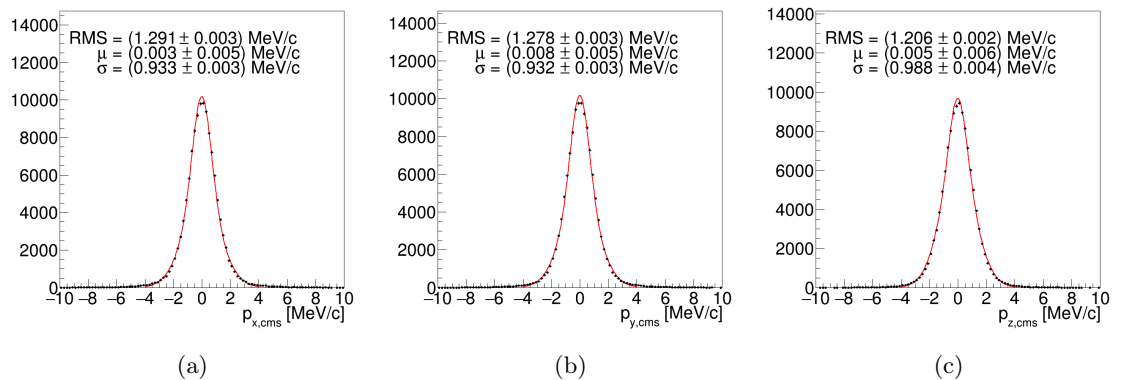 14000
12000
10000
8000
6000
4000
2000
0
RMS = (1.291 ± 0.003) MeV/c
μ = (0.003 ± 0.005) MeV/c
σ = (0.933 ± 0.003) MeV/c
−10 −8 −6 −4 −2 0 2 4 6 8 10
p x,cms [MeV/c]
(a)
14000
12000
10000
8000
6000
4000
2000
0
RMS = (1.278 ± 0.003) MeV/c
μ = (0.008 ± 0.005) MeV/c
σ = (0.932 ± 0.003) MeV/c
−10 −8 −6 −4 −2 0 2 4 6 8 10
p y,cms [MeV/c]
(b)
14000
12000
10000
8000
6000
4000
2000
0
RMS = (1.206 ± 0.002) MeV/c
μ = (0.005 ± 0.006) MeV/c
σ = (0.988 ± 0.004) MeV/c
−10 −8 −6 −4 −2 0 2 4 6 8 10
p z,cms [MeV/c]
(c)